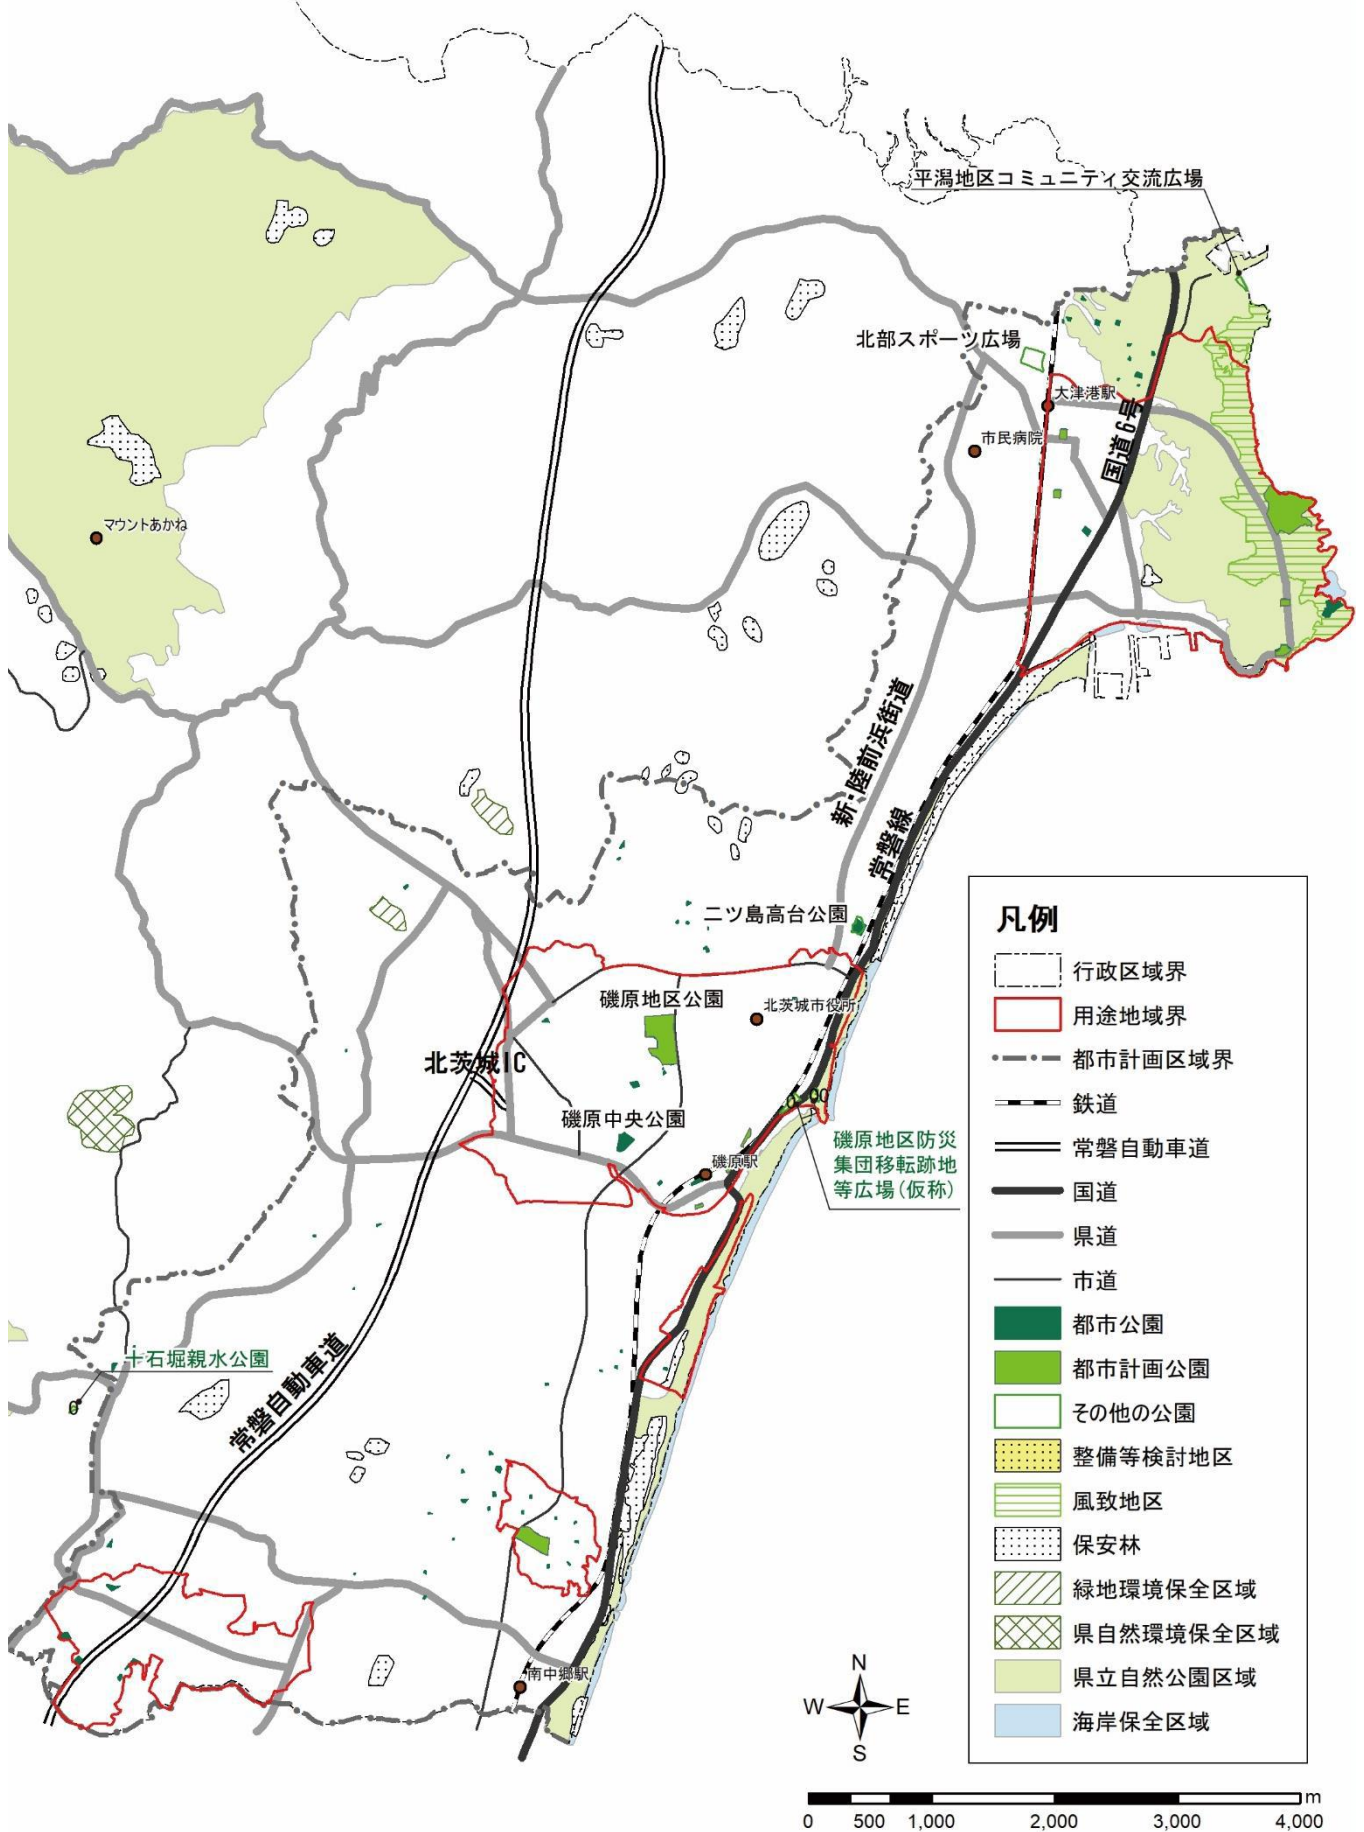 平潟地区コミュニティ交流広場
北部スポーツ広場
大津港駅
市民病院
国道6号
マウントあかね
新・陸前浜街道
常磐線
二ツ島高台公園
磯原地区公園
北茨城市役所
北茨城IC
磯原中央公園
磯原駅
磯原地区防災
集団移転跡地
等広場(仮称)
十石堀親水公園
常磐自動車道
南中郷駅
凡例
行政区域界
用途地域界
都市計画区域界
鉄道
常磐自動車道
国道
県道
市道
都市公園
都市計画公園
その他の公園
整備等検討地区
風致地区
保安林
緑地環境保全区域
県自然環境保全区域
県立自然公園区域
海岸保全区域
N
W E
S
m
0 500 1,000 2,000 3,000 4,000